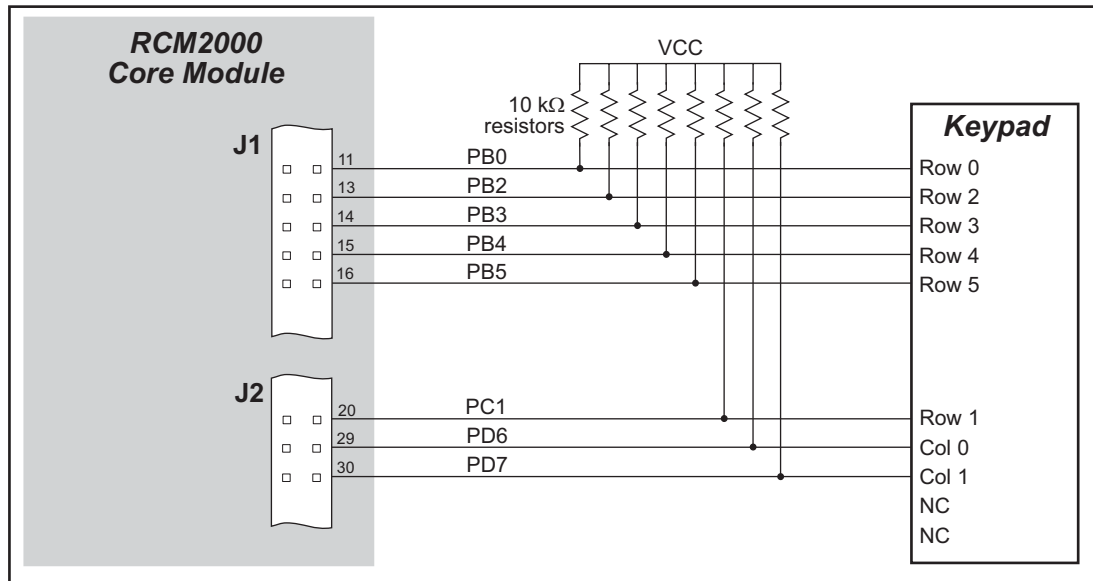 RCM2000
Core Module
VCC
10 kΩ
resistors
Keypad
J1
11 PB0 Row 0
13 PB2 Row 2
14 PB3 Row 3
15 PB4 Row 4
16 PB5 Row 5
J2
20 PC1 Row 1
29 PD6 Col 0
30 PD7 Col 1
NC
NC